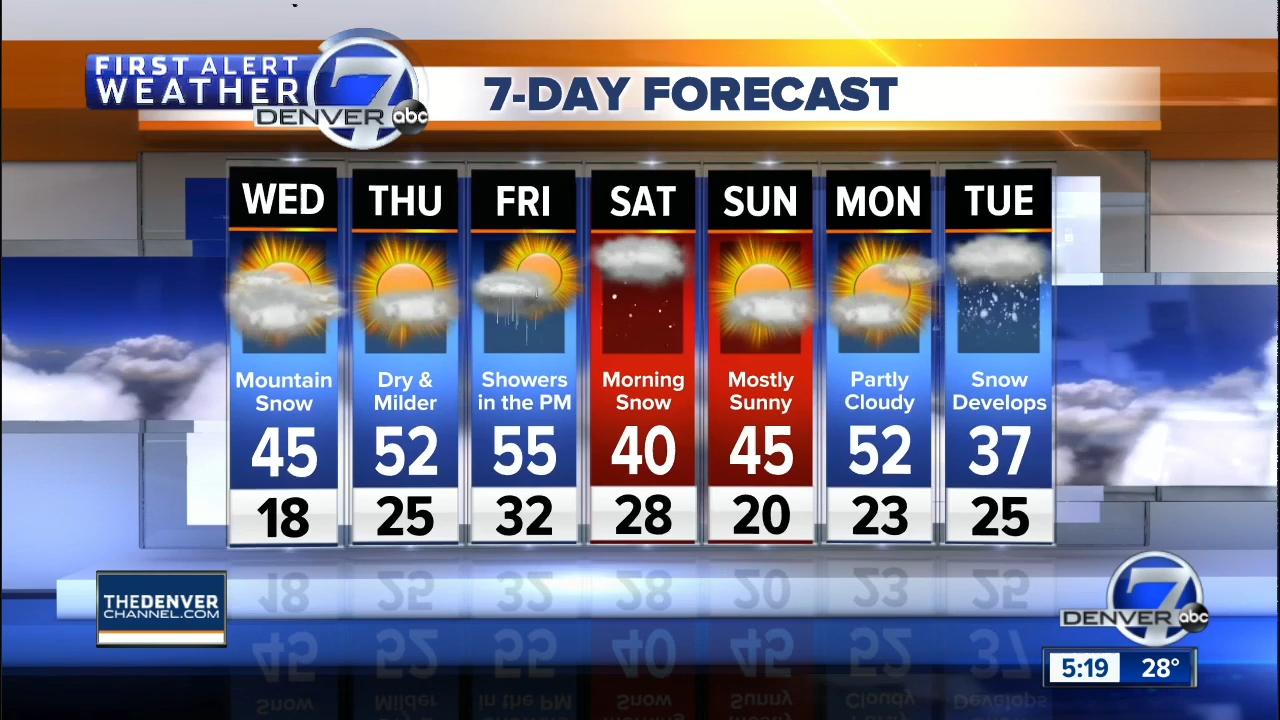 FIRST ALERT
WEATHER
7
DENVER abc
7-DAY FORECAST
WED THU FRI SAT SUN MON TUE
Mountain Dry & Showers Morning Mostly Partly Snow
Snow Milder in the PM Snow Sunny Cloudy Develops
45 52 55 40 45 52 37
18 25 32 28 20 23 25
THEDENVER
CHANNEL.COM
7
DENVER abc
5:19 28°